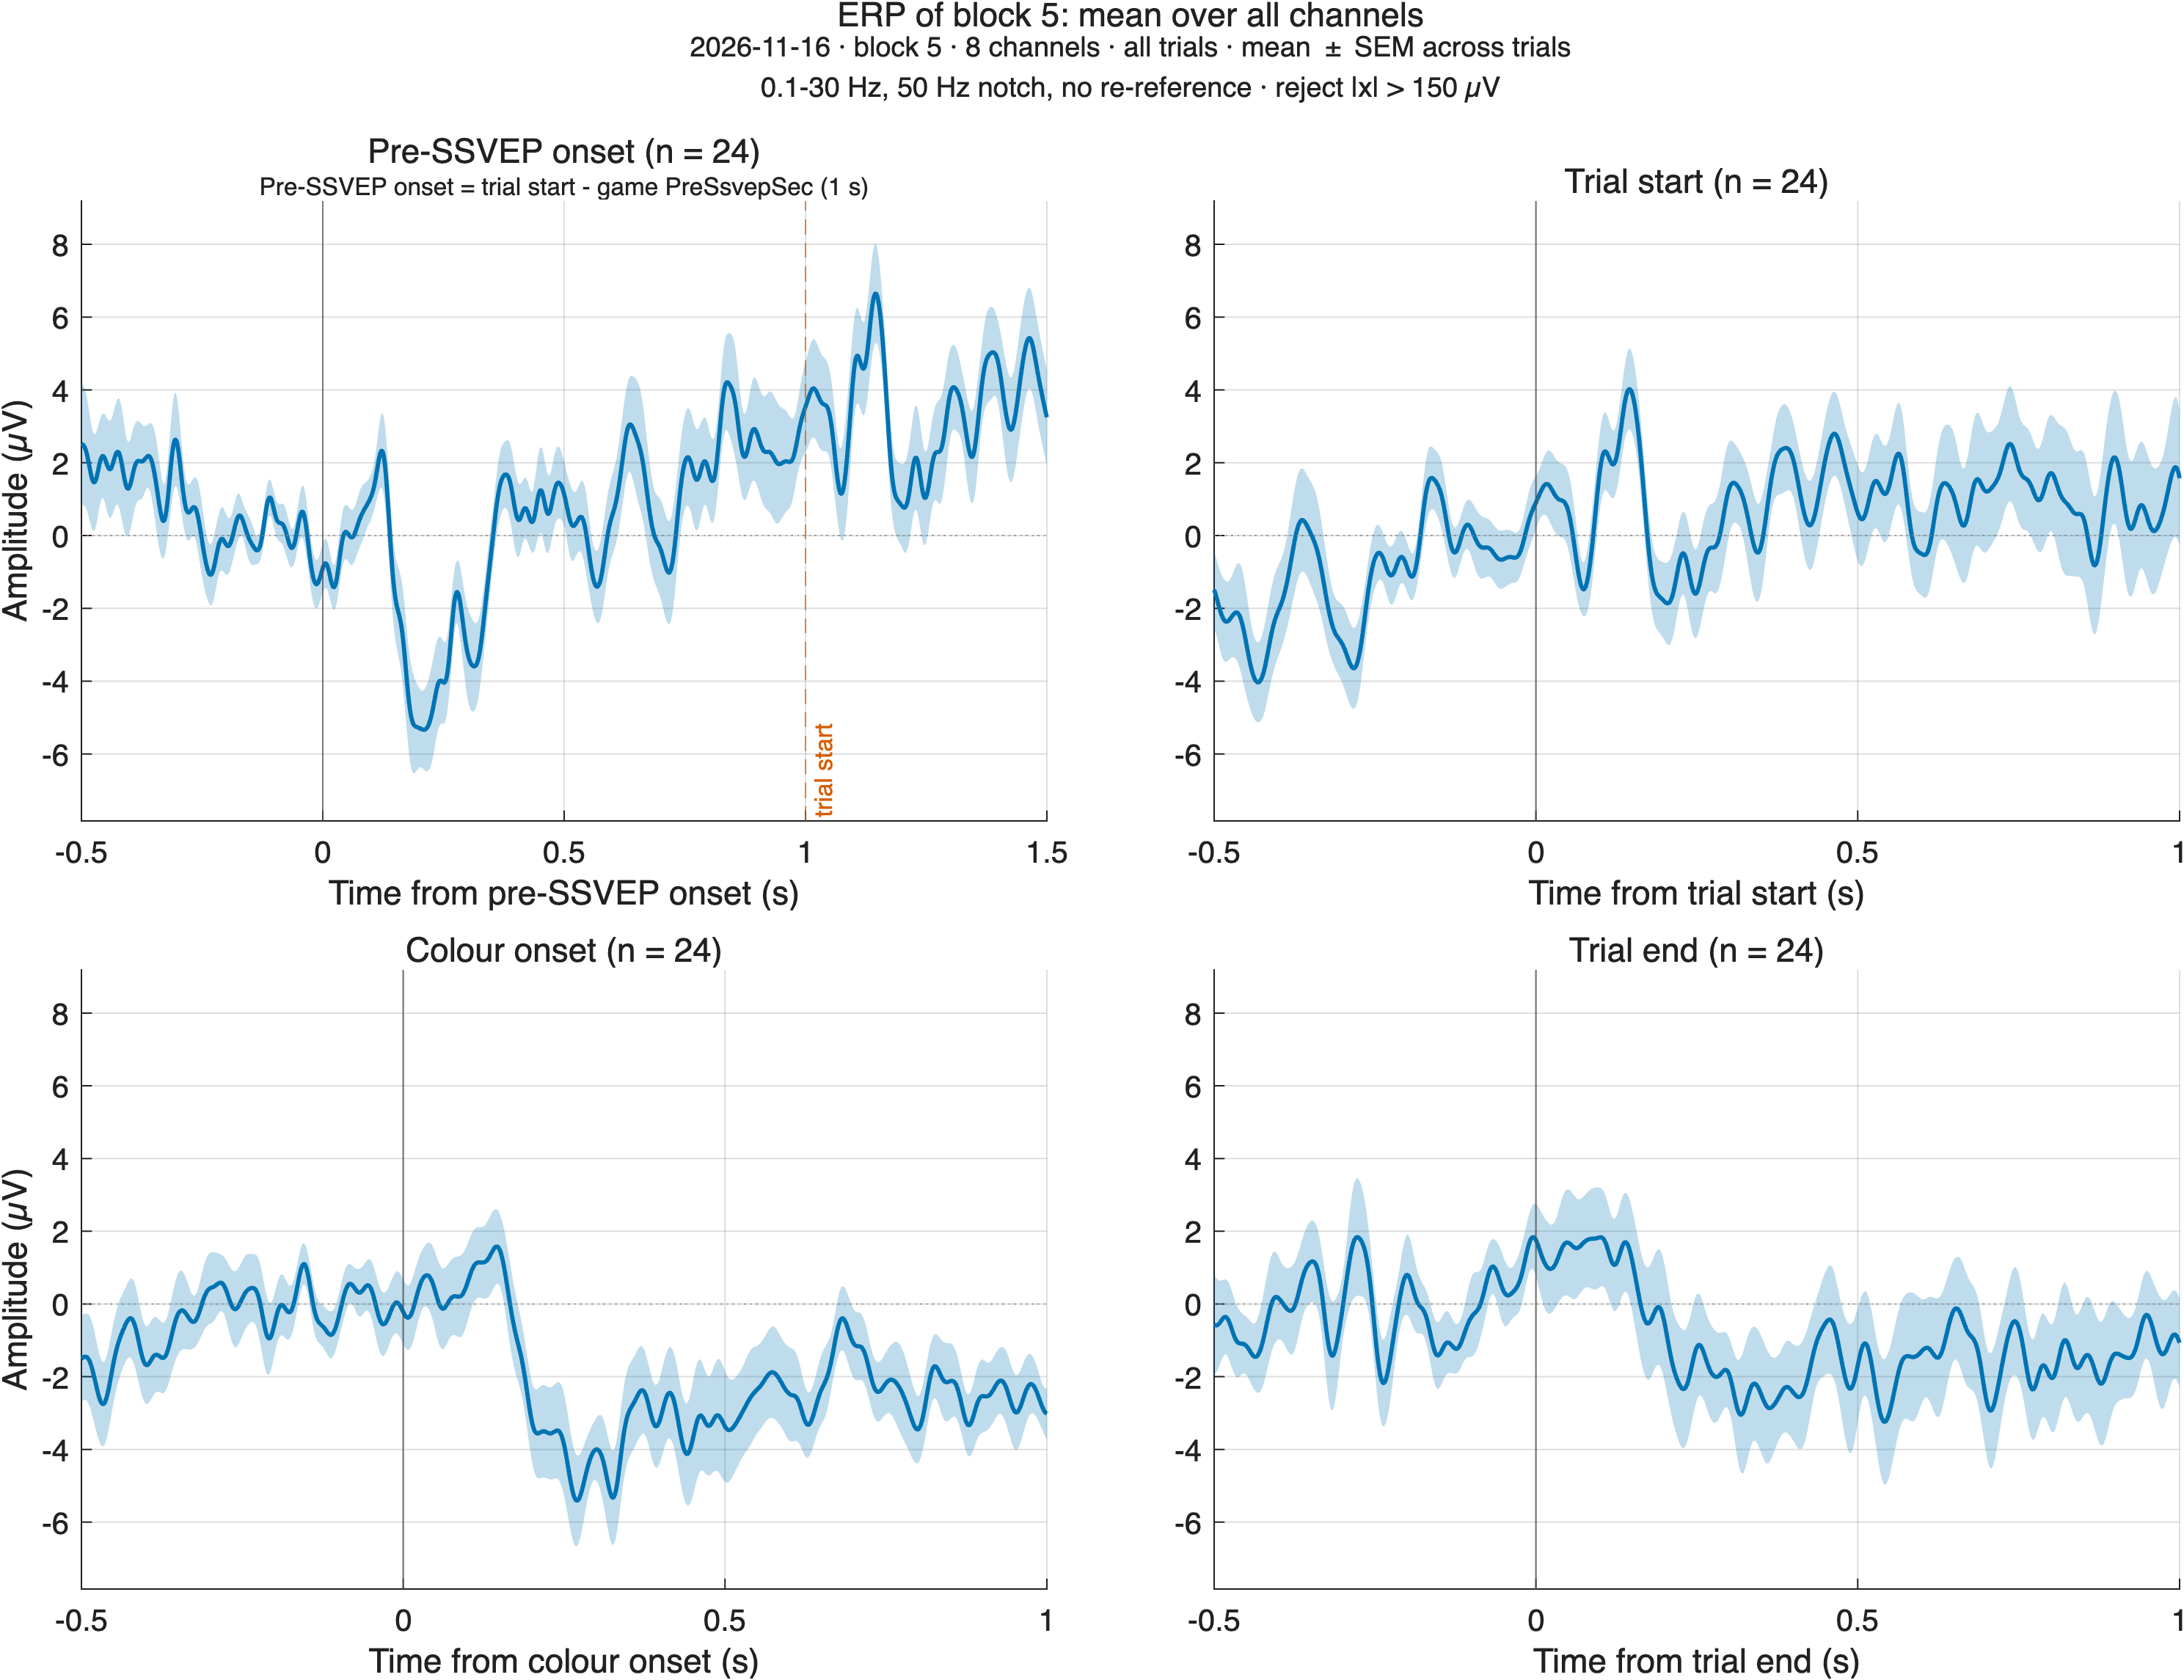 ERP of block 5: mean over all channels
2026-11-16 · block 5 · 8 channels · all trials · mean ± SEM across trials
0.1-30 Hz, 50 Hz notch, no re-reference · reject |x| > 150 µV
Pre-SSVEP onset (n = 24)
Pre-SSVEP onset = trial start - game PreSsvepSec (1 s)
Amplitude (µV)
8
6
4
2
0
-2
-4
-6
trial start
-0.5 0 0.5 1 1.5
Time from pre-SSVEP onset (s)
Trial start (n = 24)
8
6
4
2
0
-2
-4
-6
-0.5 0 0.5 1
Time from trial start (s)
Colour onset (n = 24)
Amplitude (µV)
8
6
4
2
0
-2
-4
-6
-0.5 0 0.5 1
Time from colour onset (s)
Trial end (n = 24)
8
6
4
2
0
-2
-4
-6
-0.5 0 0.5 1
Time from trial end (s)